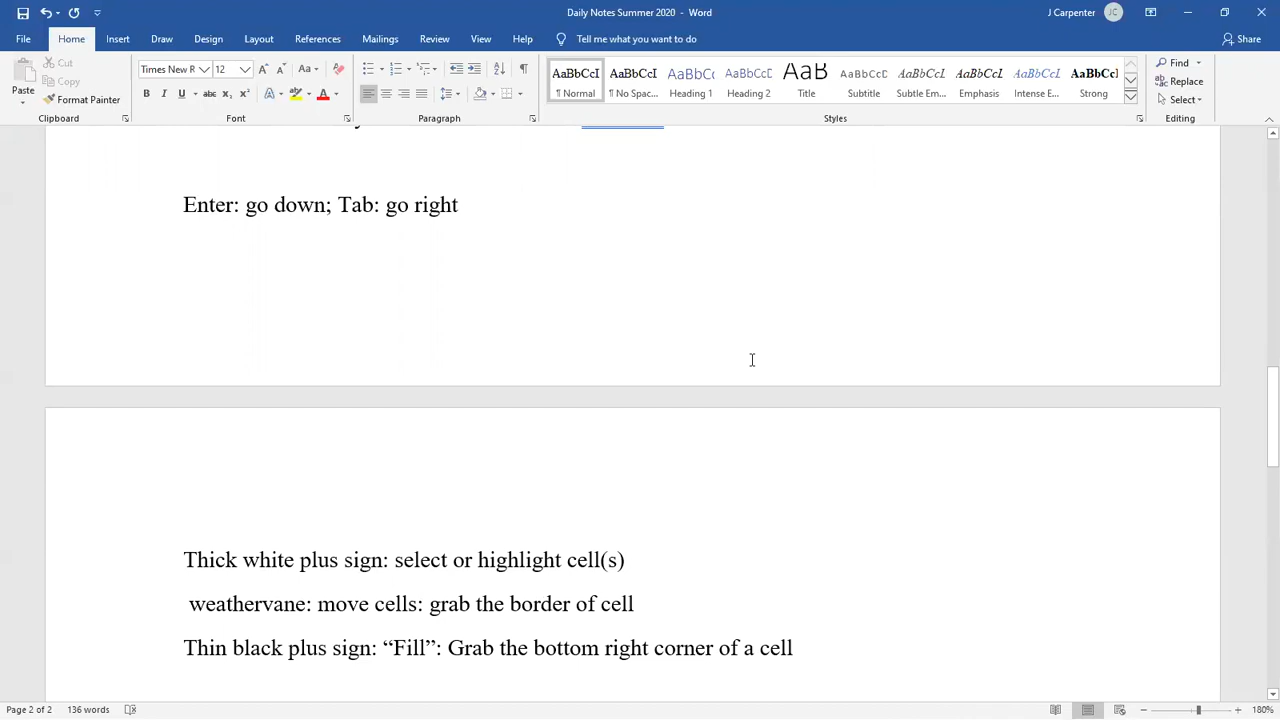 Daily Notes Summer 2020 - Word
J Carpenter JC
File Home Insert Draw Design Layout References Mailings Review View Help Tell me what you want to do Share
Paste
Cut
Copy
Format Painter
Clipboard
Times New R 12
Font
Paragraph
AaBbCcI ¶ Normal
AaBbCcI ¶ No Spac...
AaBbCc Heading 1
AaBbCcI Heading 2
AaB Title
AaBbCcD Subtitle
AaBbCcI Subtle Em...
AaBbCcI Emphasis
AaBbCcI Intense E...
AaBbCcI Strong
Styles
Find
Replace
Select
Editing
Enter: go down; Tab: go right
Thick white plus sign: select or highlight cell(s)
weathervane: move cells: grab the border of cell
Thin black plus sign: “Fill”: Grab the bottom right corner of a cell
Page 2 of 2 136 words
180%